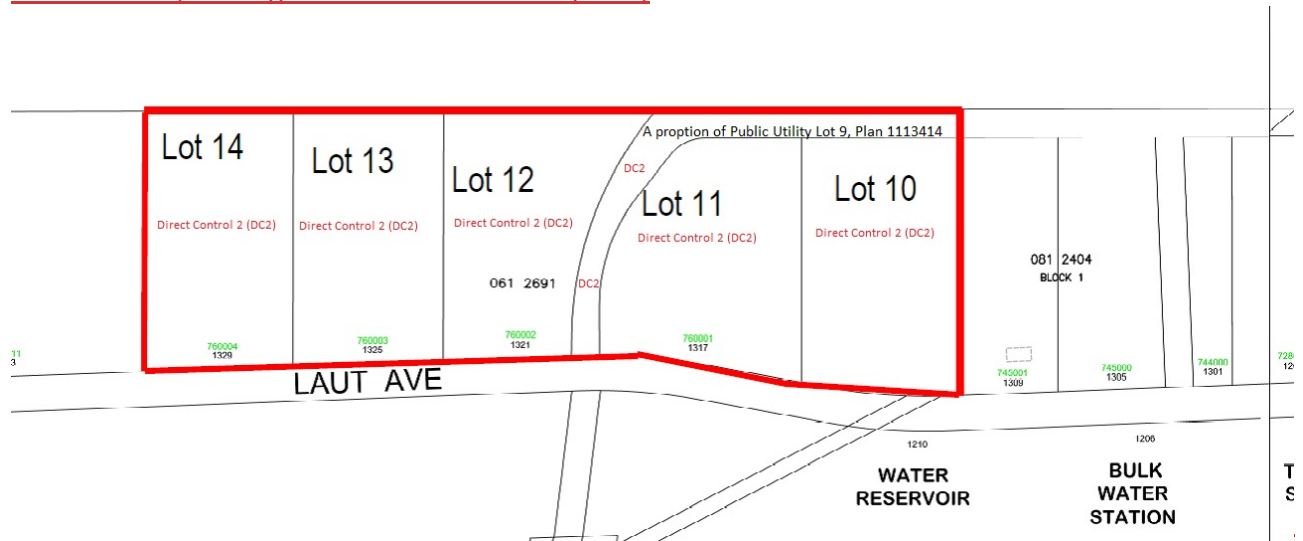 A proption of Public Utility Lot 9, Plan 1113414
Lot 14
Lot 13
Lot 12
Lot 11
Lot 10
DC2
Direct Control 2 (DC2)
Direct Control 2 (DC2)
Direct Control 2 (DC2)
Direct Control 2 (DC2)
Direct Control 2 (DC2)
061 2691
DC2
081 2404
BLOCK 1
11
3
760004
1329
760003
1325
760002
1321
760001
1317
745001
1309
745000
1305
744000
1301
LAUT AVE
1210
1206
WATER
RESERVOIR
BULK
WATER
STATION